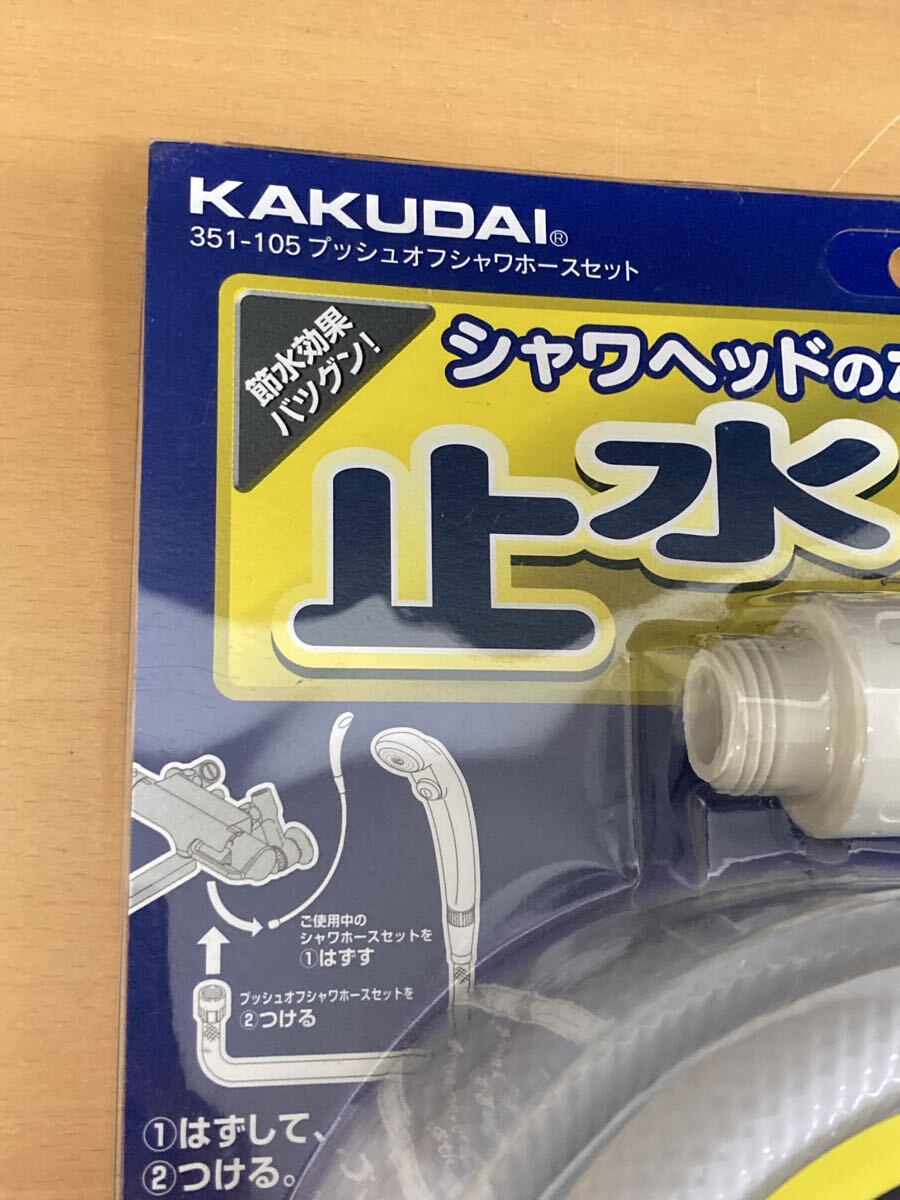 KAKUDAI®
351-105 プッシュオフシャワホースセット
節水効果
バツグン!
シャワヘッドの
止水
ご使用中の
シャワホースセットを
①はずす
プッシュオフシャワホースセットを
②つける
①はずして、
②つける。